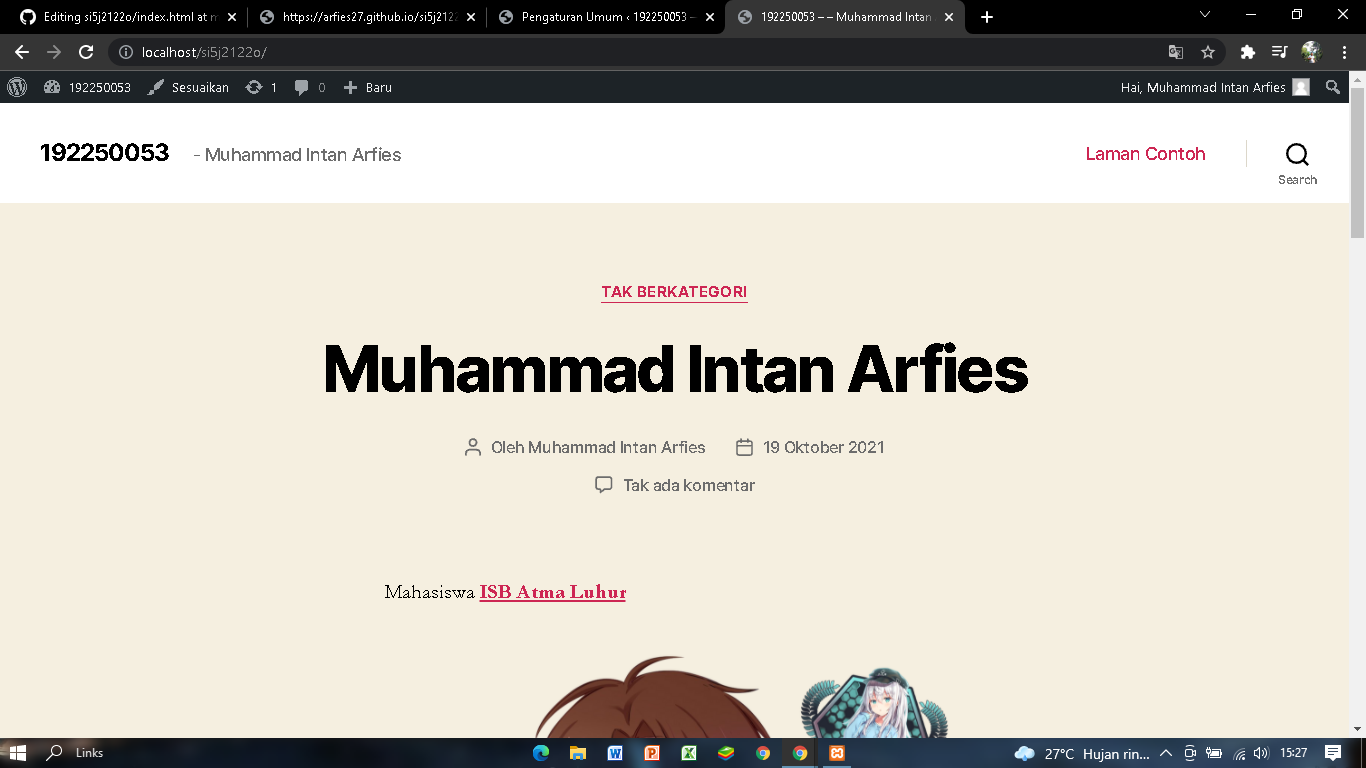 Editing si5j2122o/index.html at m
https://arfies27.github.io/si5j2122
Pengaturan Umum ‹ 192250053 —
192250053 – – Muhammad Intan
localhost/si5j2122o/
192250053 Sesuaikan 1 0 Baru
Hai, Muhammad Intan Arfies
192250053 - Muhammad Intan Arfies
Laman Contoh
Search
TAK BERKATEGORI
Muhammad Intan Arfies
Oleh Muhammad Intan Arfies 19 Oktober 2021
Tak ada komentar
Mahasiswa ISB Atma Luhur
Links
27°C Hujan rin... 15:27